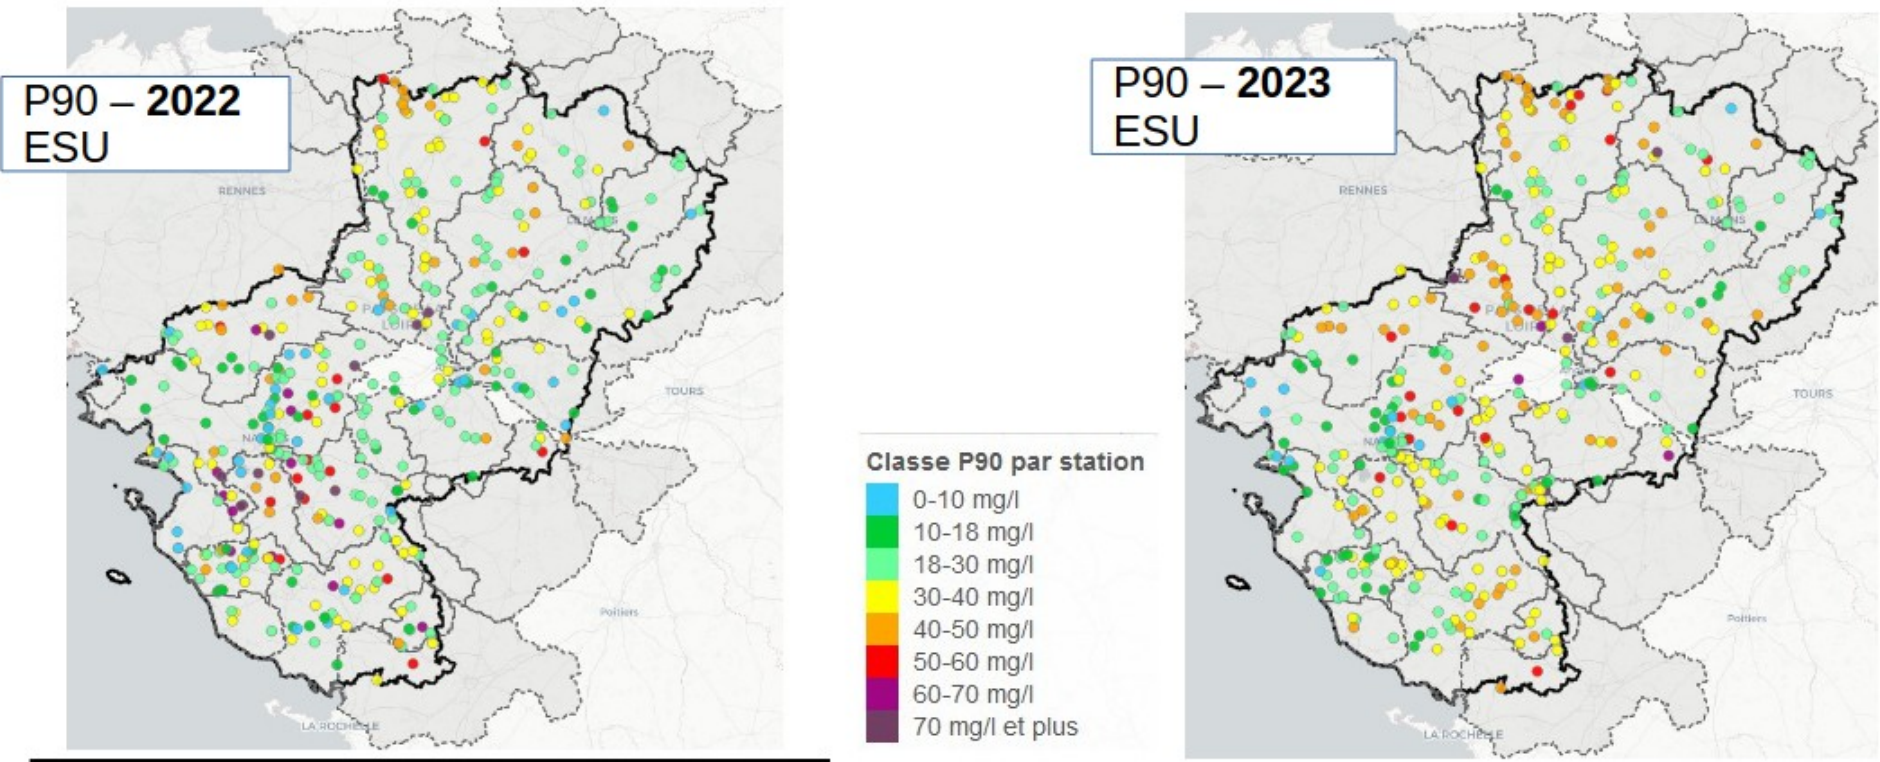 P90 – 2022
ESU
RENNES
TOURS
Poitiers
LA ROCHELLE
Classe P90 par station
0-10 mg/l
10-18 mg/l
18-30 mg/l
30-40 mg/l
40-50 mg/l
50-60 mg/l
60-70 mg/l
70 mg/l et plus
P90 – 2023
ESU
RENNES
TOURS
Poitiers
LA ROCHELLE